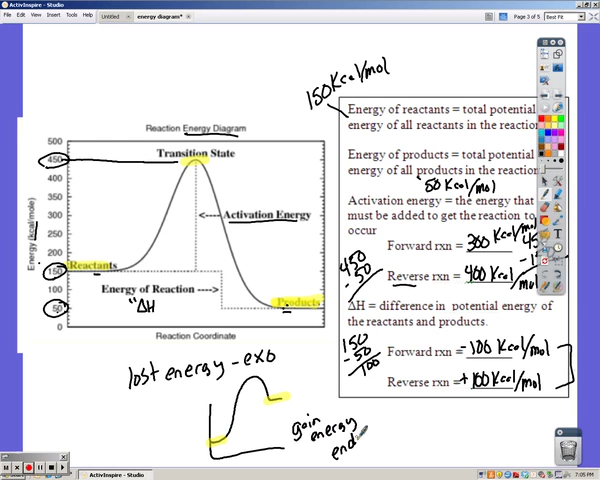 ActivInspire - Studio
File Edit View Insert Tools Help
Page 3 of 5
Best Fit
Untitled
energy diagram*
150 Kcal/mol
Reaction Energy Diagram
Energy (kcal/mole)
500
450
400
350
300
250
200
150
100
50
0
Transition State
<---- Activation Energy
Reactants
Energy of Reaction ---->
"ΔH
Products
Reaction Coordinate
lost energy - exo
gain
energy
endo
Energy of reactants = total potential
energy of all reactants in the reaction
Energy of products = total potential
energy of all products in the reaction
50 Kcal/mol
Activation energy = the energy that
must be added to get the reaction to
occur
Forward rxn = 300 Kcal/mol
450
- 50
Reverse rxn = 400 Kcal/mol
ΔH = difference in potential energy of
the reactants and products.
150
- 50
100
Forward rxn = -100 Kcal/mol
Reverse rxn = +100 Kcal/mol
ActivInspire - Studio
7:05 PM